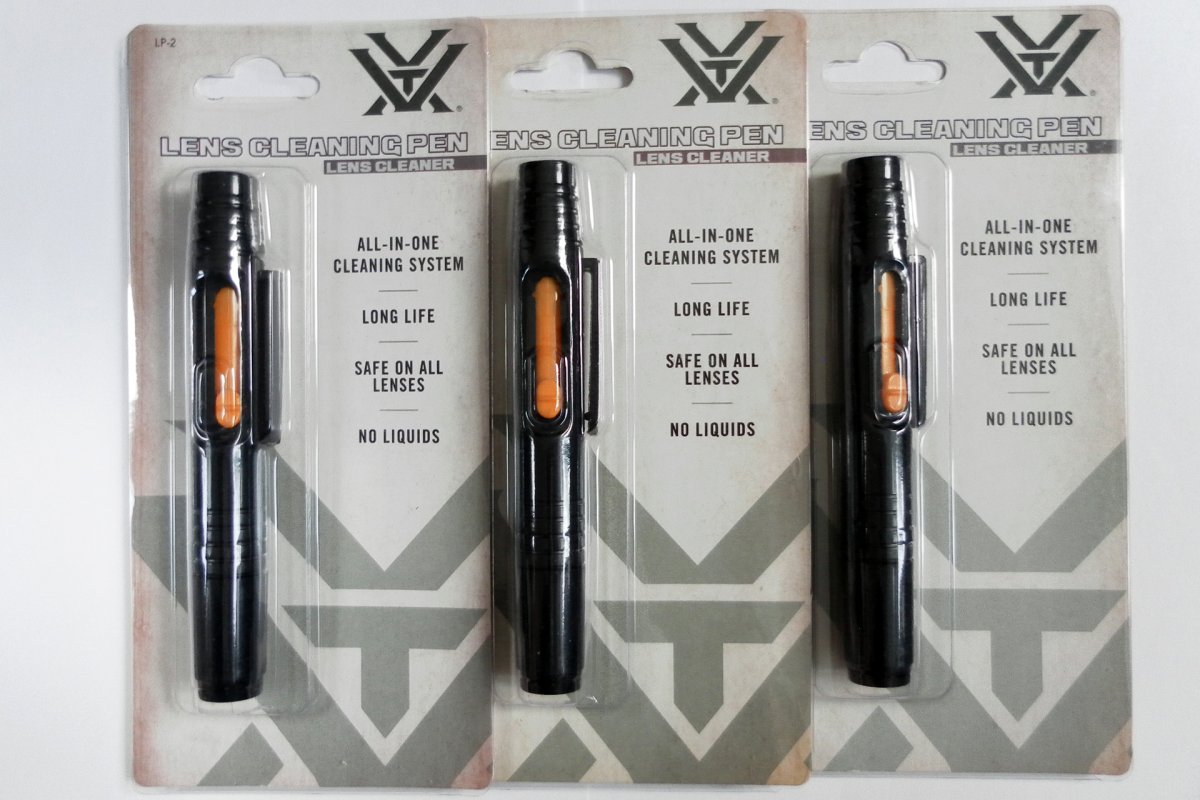 LP-2
LENS CLEANING PEN
LENS CLEANER
ALL-IN-ONE
CLEANING SYSTEM
LONG LIFE
SAFE ON ALL
LENSES
NO LIQUIDS
ENS CLEANING PEN
LENS CLEANER
ALL-IN-ONE
CLEANING SYSTEM
LONG LIFE
SAFE ON ALL
LENSES
NO LIQUIDS
ENS CLEANING PEN
LENS CLEANER
ALL-IN-ONE
CLEANING SYSTEM
LONG LIFE
SAFE ON ALL
LENSES
NO LIQUIDS